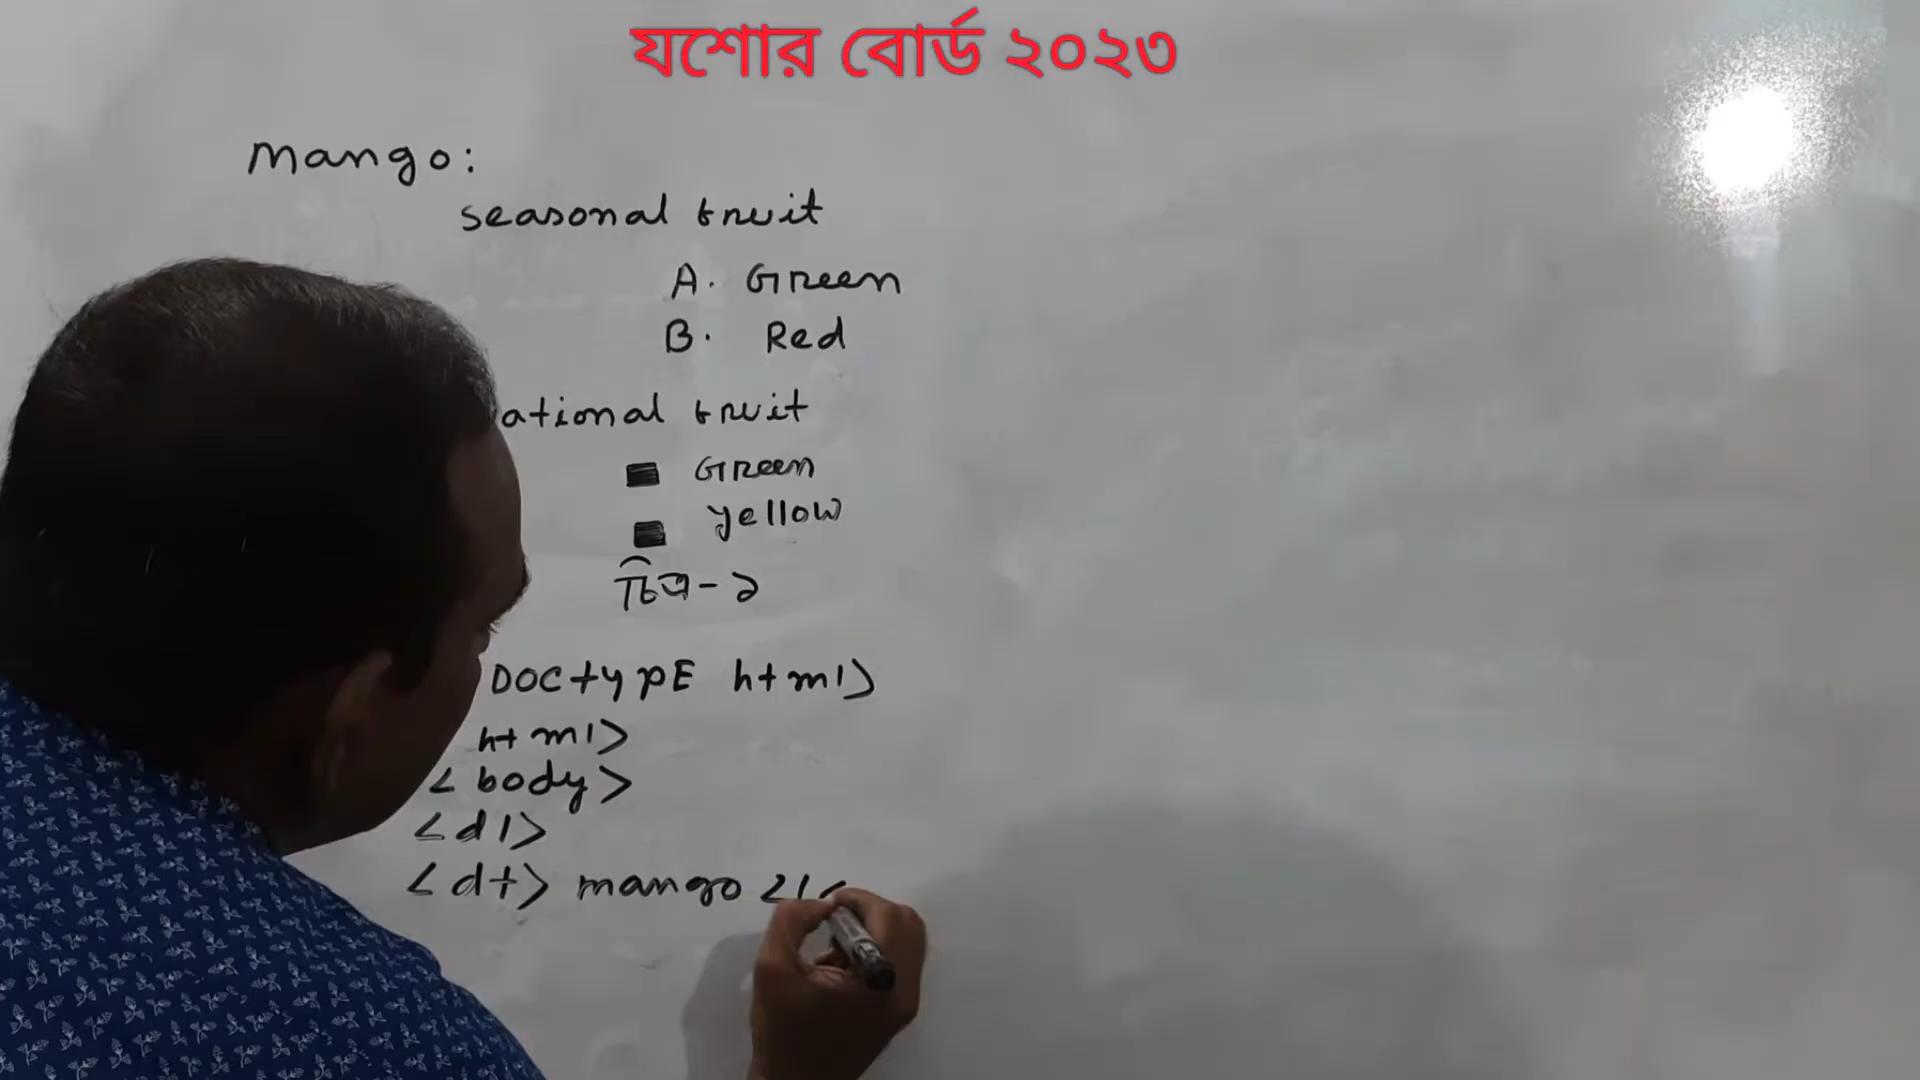 যশোর বোর্ড ২০২৩
Mango:
seasonal fruit
A. Green
B. Red
ational fruit
Green
yellow
চিত্র-১
DOCtypE html>
html>
<body>
<dl>
<dt> mango </